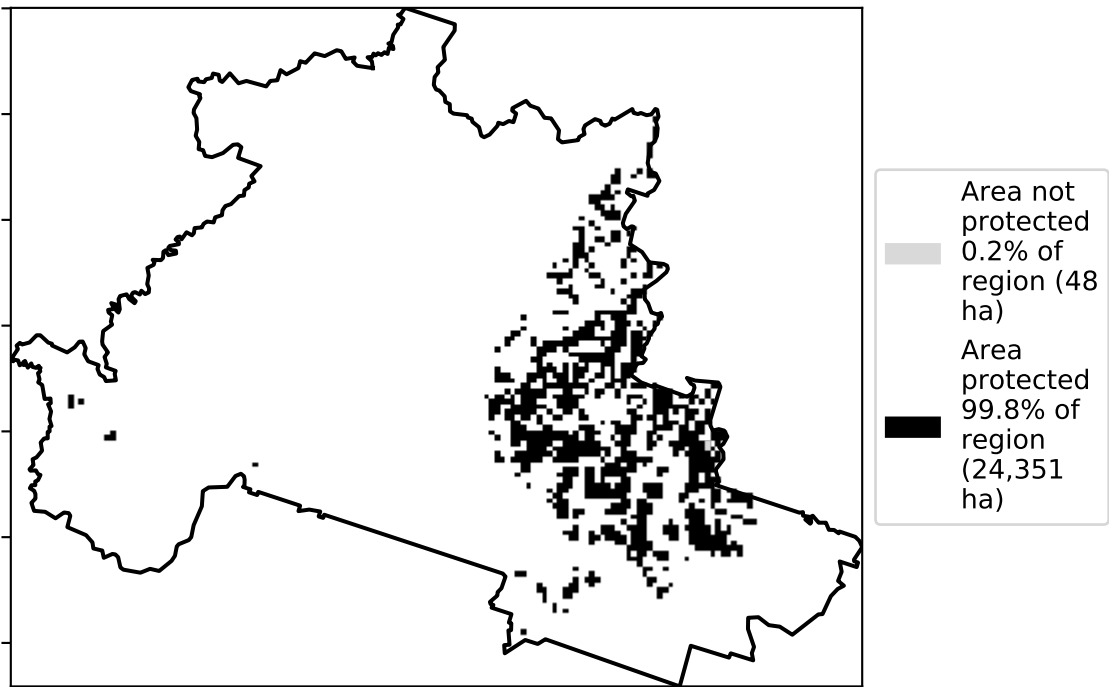 Area not
protected
0.2% of
region (48
ha)
Area
protected
99.8% of
region
(24,351
ha)